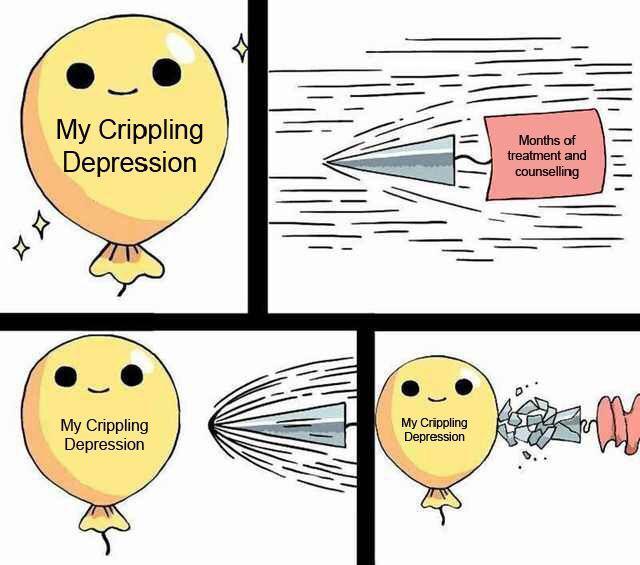 My Crippling
Depression
Months of
treatment and
counselling
My Crippling
Depression
My Crippling
Depression